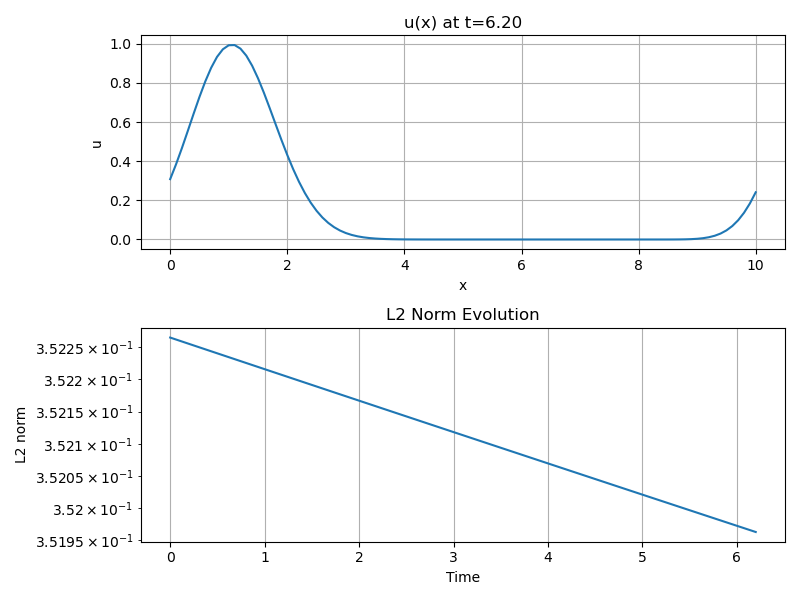 u(x) at t=6.20
1.0
0.8
0.6
0.4
0.2
0.0
u
0 2 4 6 8 10
x
L2 Norm Evolution
3.5225 × 10⁻¹
3.522 × 10⁻¹
3.5215 × 10⁻¹
3.521 × 10⁻¹
3.5205 × 10⁻¹
3.52 × 10⁻¹
3.5195 × 10⁻¹
L2 norm
0 1 2 3 4 5 6
Time